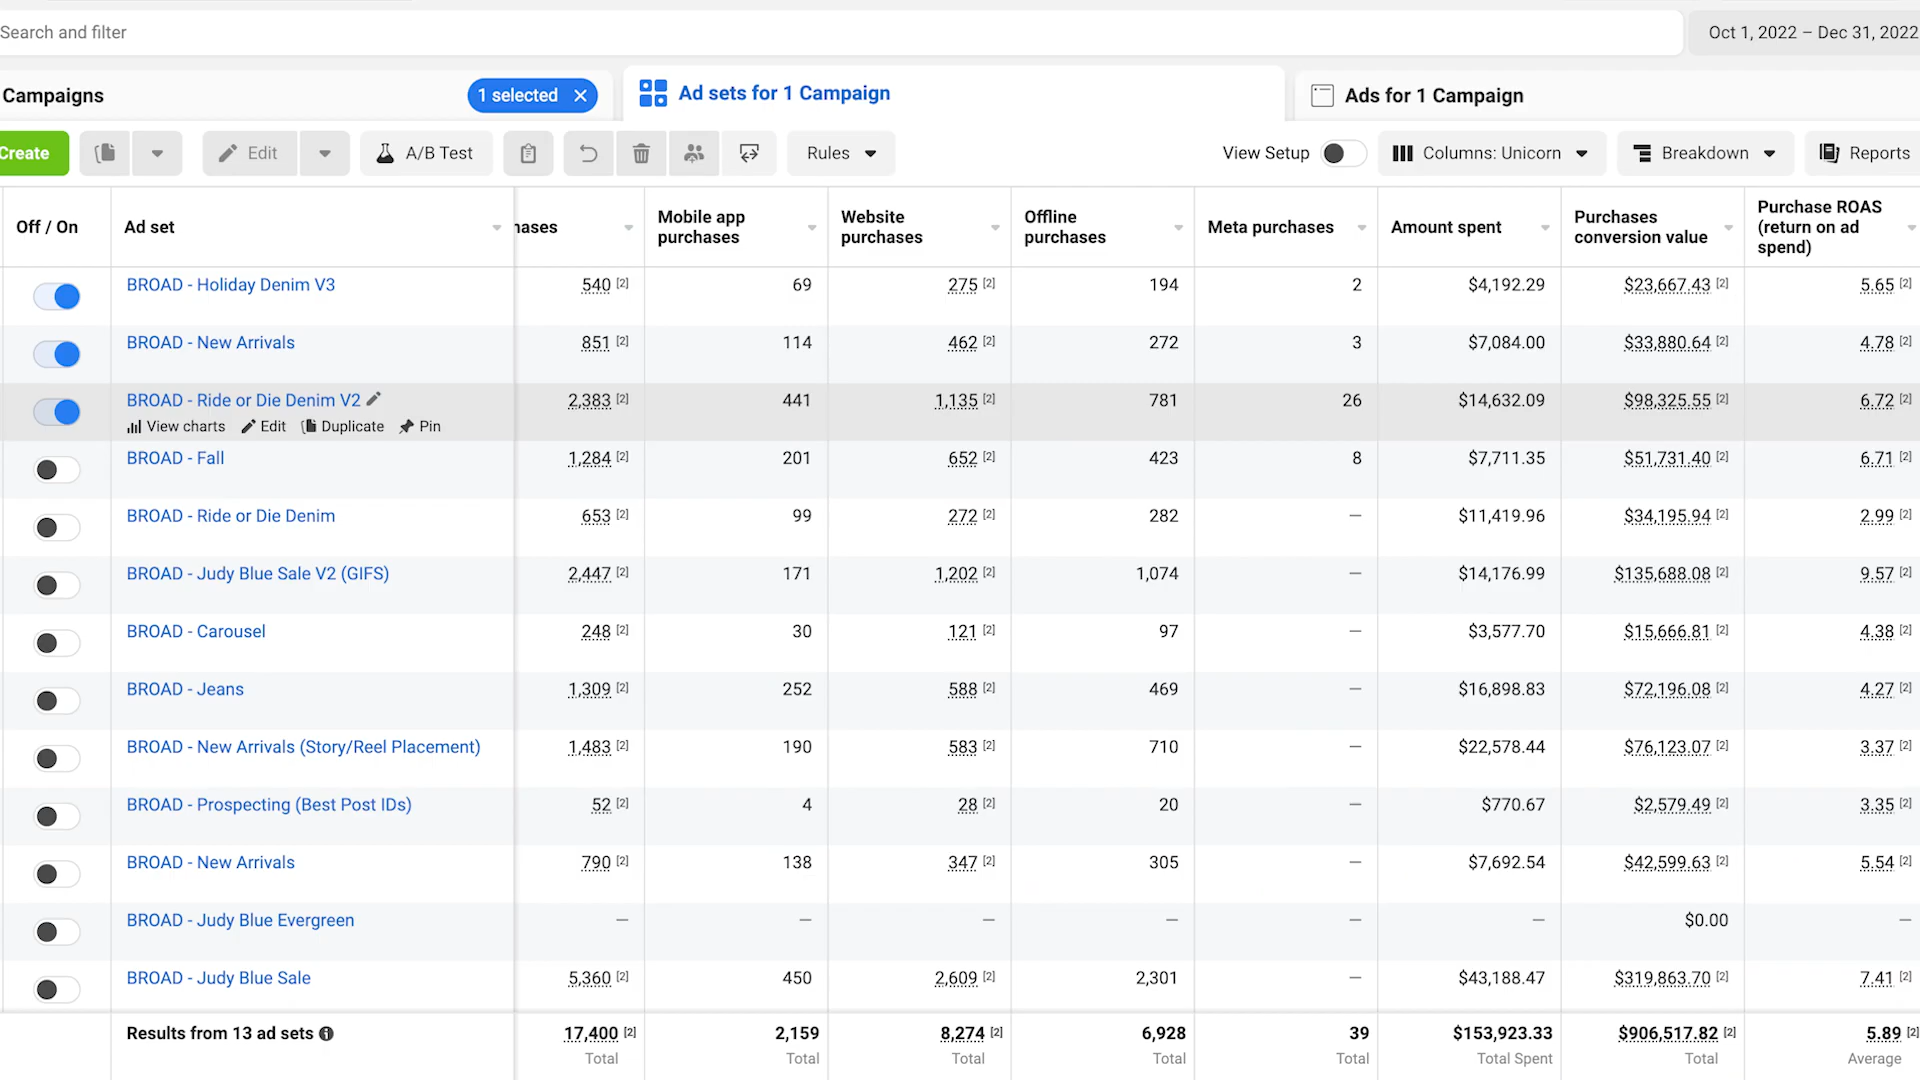 Search and filter
Oct 1, 2022 – Dec 31, 2022
Campaigns
1 selected ×
Ad sets for 1 Campaign
Ads for 1 Campaign
Create
Edit
A/B Test
Rules
View Setup
Columns: Unicorn
Breakdown
Reports
Off / On
Ad set
hases
Mobile app
purchases
Website
purchases
Offline
purchases
Meta purchases
Amount spent
Purchases
conversion value
Purchase ROAS
(return on ad
spend)
BROAD - Holiday Denim V3 540 [2] 69 275 [2] 194 2 $4,192.29 $23,667.43 [2] 5.65 [2]
BROAD - New Arrivals 851 [2] 114 462 [2] 272 3 $7,084.00 $33,880.64 [2] 4.78 [2]
BROAD - Ride or Die Denim V2 2,383 [2] 441 1,135 [2] 781 26 $14,632.09 $98,325.55 [2] 6.72 [2]
View charts Edit Duplicate Pin
BROAD - Fall 1,284 [2] 201 652 [2] 423 8 $7,711.35 $51,731.40 [2] 6.71 [2]
BROAD - Ride or Die Denim 653 [2] 99 272 [2] 282 — $11,419.96 $34,195.94 [2] 2.99 [2]
BROAD - Judy Blue Sale V2 (GIFS) 2,447 [2] 171 1,202 [2] 1,074 — $14,176.99 $135,688.08 [2] 9.57 [2]
BROAD - Carousel 248 [2] 30 121 [2] 97 — $3,577.70 $15,666.81 [2] 4.38 [2]
BROAD - Jeans 1,309 [2] 252 588 [2] 469 — $16,898.83 $72,196.08 [2] 4.27 [2]
BROAD - New Arrivals (Story/Reel Placement) 1,483 [2] 190 583 [2] 710 — $22,578.44 $76,123.07 [2] 3.37 [2]
BROAD - Prospecting (Best Post IDs) 52 [2] 4 28 [2] 20 — $770.67 $2,579.49 [2] 3.35 [2]
BROAD - New Arrivals 790 [2] 138 347 [2] 305 — $7,692.54 $42,599.63 [2] 5.54 [2]
BROAD - Judy Blue Evergreen — — — — — — $0.00 —
BROAD - Judy Blue Sale 5,360 [2] 450 2,609 [2] 2,301 — $43,188.47 $319,863.70 [2] 7.41 [2]
Results from 13 ad sets 17,400 [2] 2,159 8,274 [2] 6,928 39 $153,923.33 $906,517.82 [2] 5.89 [2]
Total Total Total Total Total Total Spent Total Average